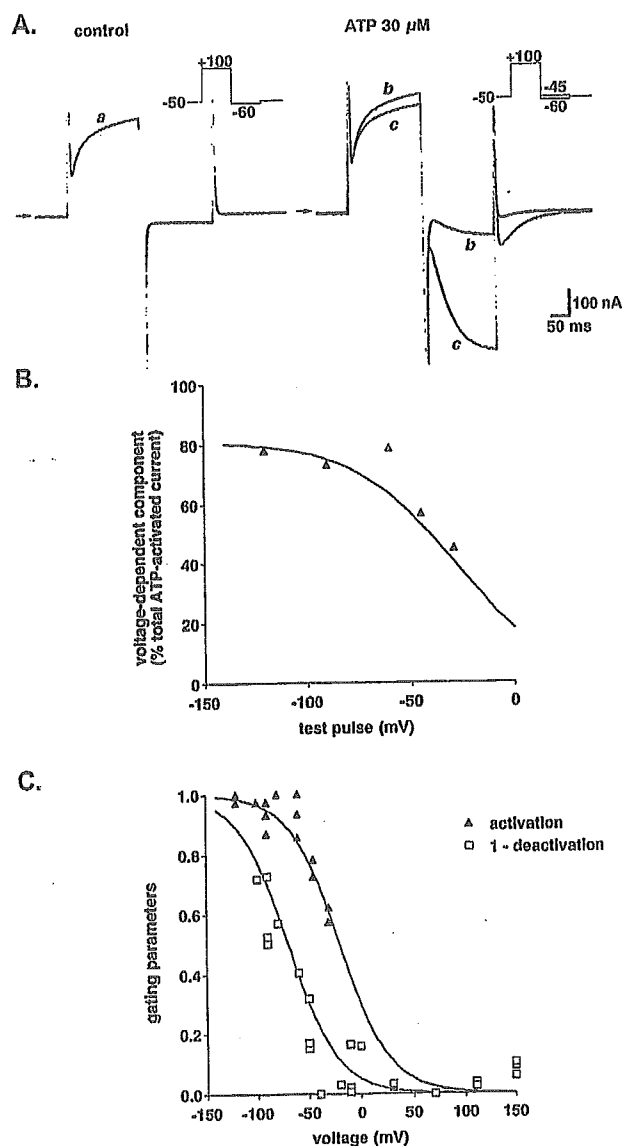 A.
control
ATP 30 µM
+100
-50
-60
+100
-45
-50
-60
a
b
c
b
c
100 nA
50 ms
B.
voltage-dependent component
(% total ATP-activated current)
100
80
60
40
20
0
-150
-100
-50
0
test pulse (mV)
C.
gating parameters
1.0
0.8
0.6
0.4
0.2
0.0
activation
1 - deactivation
-150
-100
-50
0
50
100
150
voltage (mV)